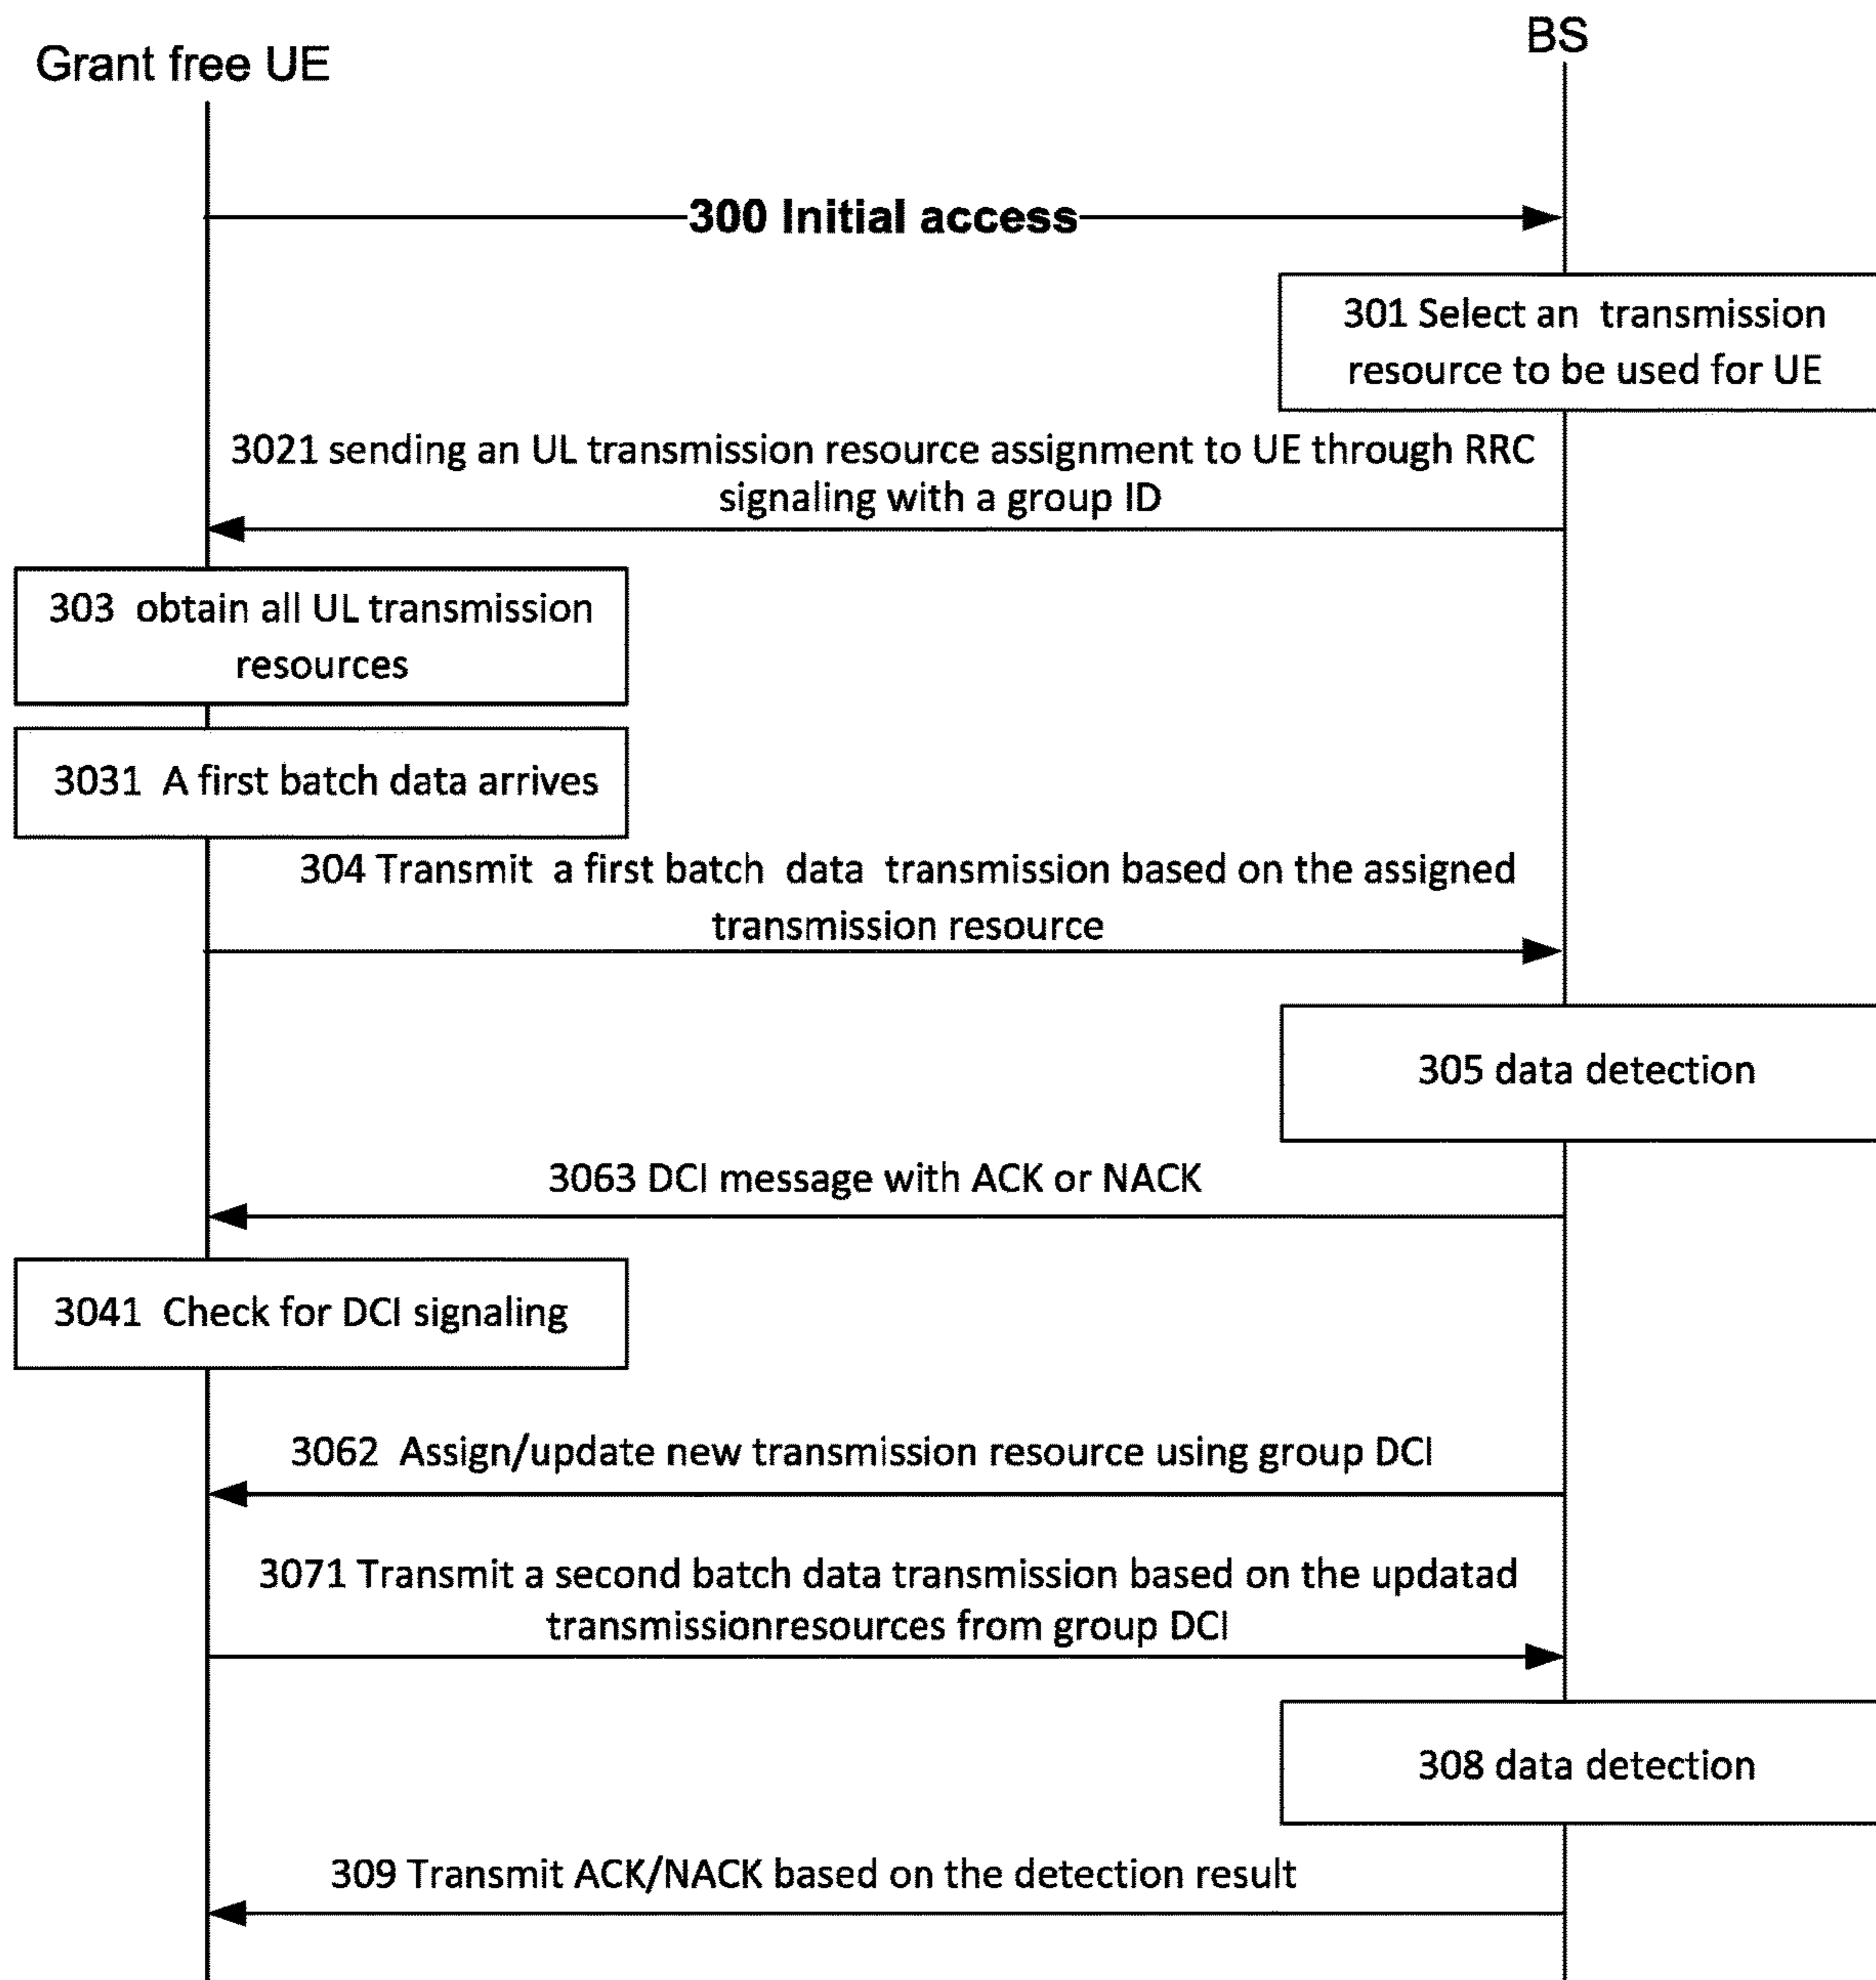 Grant free UE
BS
300 Initial access
301 Select an transmission
resource to be used for UE
3021 sending an UL transmission resource assignment to UE through RRC
signaling with a group ID
303 obtain all UL transmission
resources
3031 A first batch data arrives
304 Transmit a first batch data transmission based on the assigned
transmission resource
305 data detection
3063 DCI message with ACK or NACK
3041 Check for DCI signaling
3062 Assign/update new transmission resource using group DCI
3071 Transmit a second batch data transmission based on the updatad
transmissionresources from group DCI
308 data detection
309 Transmit ACK/NACK based on the detection result